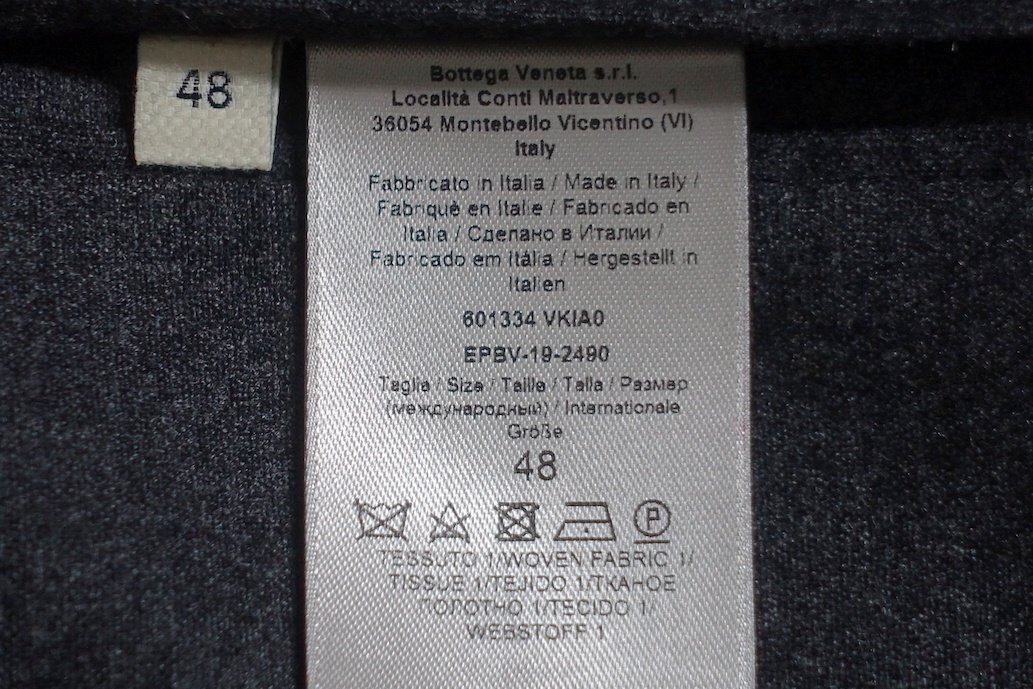 48
Bottega Veneta s.r.l.
Località Conti Maltraverso,1
36054 Montebello Vicentino (VI)
Italy
Fabbricato in Italia / Made in Italy /
Fabriquè en Italie / Fabricado en
Italia / Сделано в Италии /
Fabricado em Itália / Hergestellt in
Italien
601334 VKIA0
EPBV-19-2490
Taglia / Size / Taille / Talla / Размер
(международный) / Internationale
Größe
48
P
TESSUTO 1/WOVEN FABRIC 1/
TISSUE 1/TEJIDO 1/ТКАНОЕ
ПОЛОТНО 1/TECIDO 1/
WEBSTOFF 1